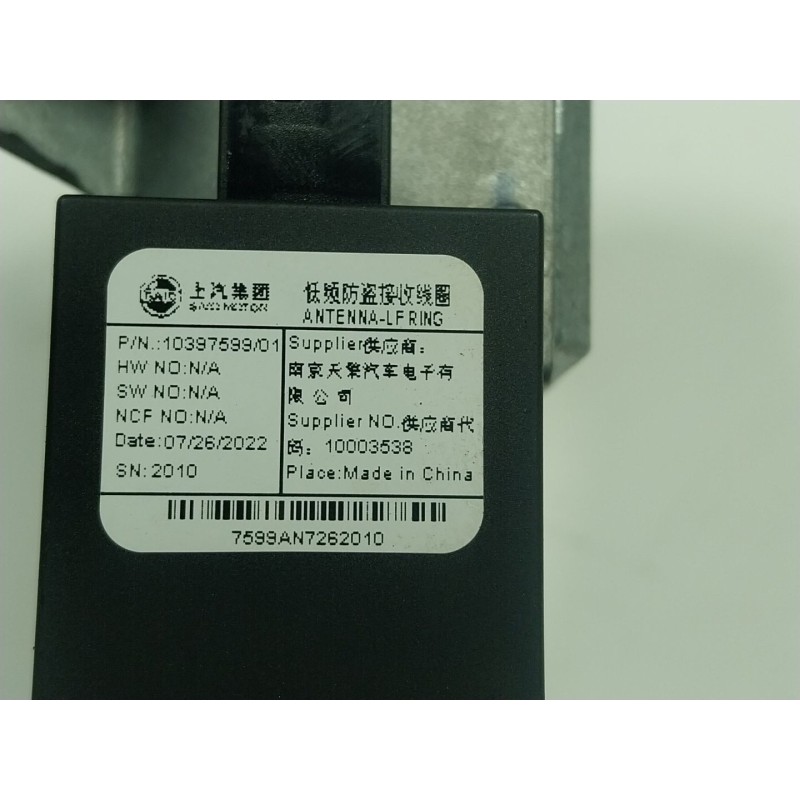 SAIC 上汽集团
SAIC MOTOR
低频防盗接收线圈
ANTENNA-LF RING
P/N.:10397599/01
HW NO:N/A
SW NO:N/A
NCF NO:N/A
Date:07/26/2022
SN: 2010
Supplier供应商:
南京天擎汽车电子有
限公司
Supplier NO.供应商代
码: 10003538
Place:Made in China
7599AN7262010